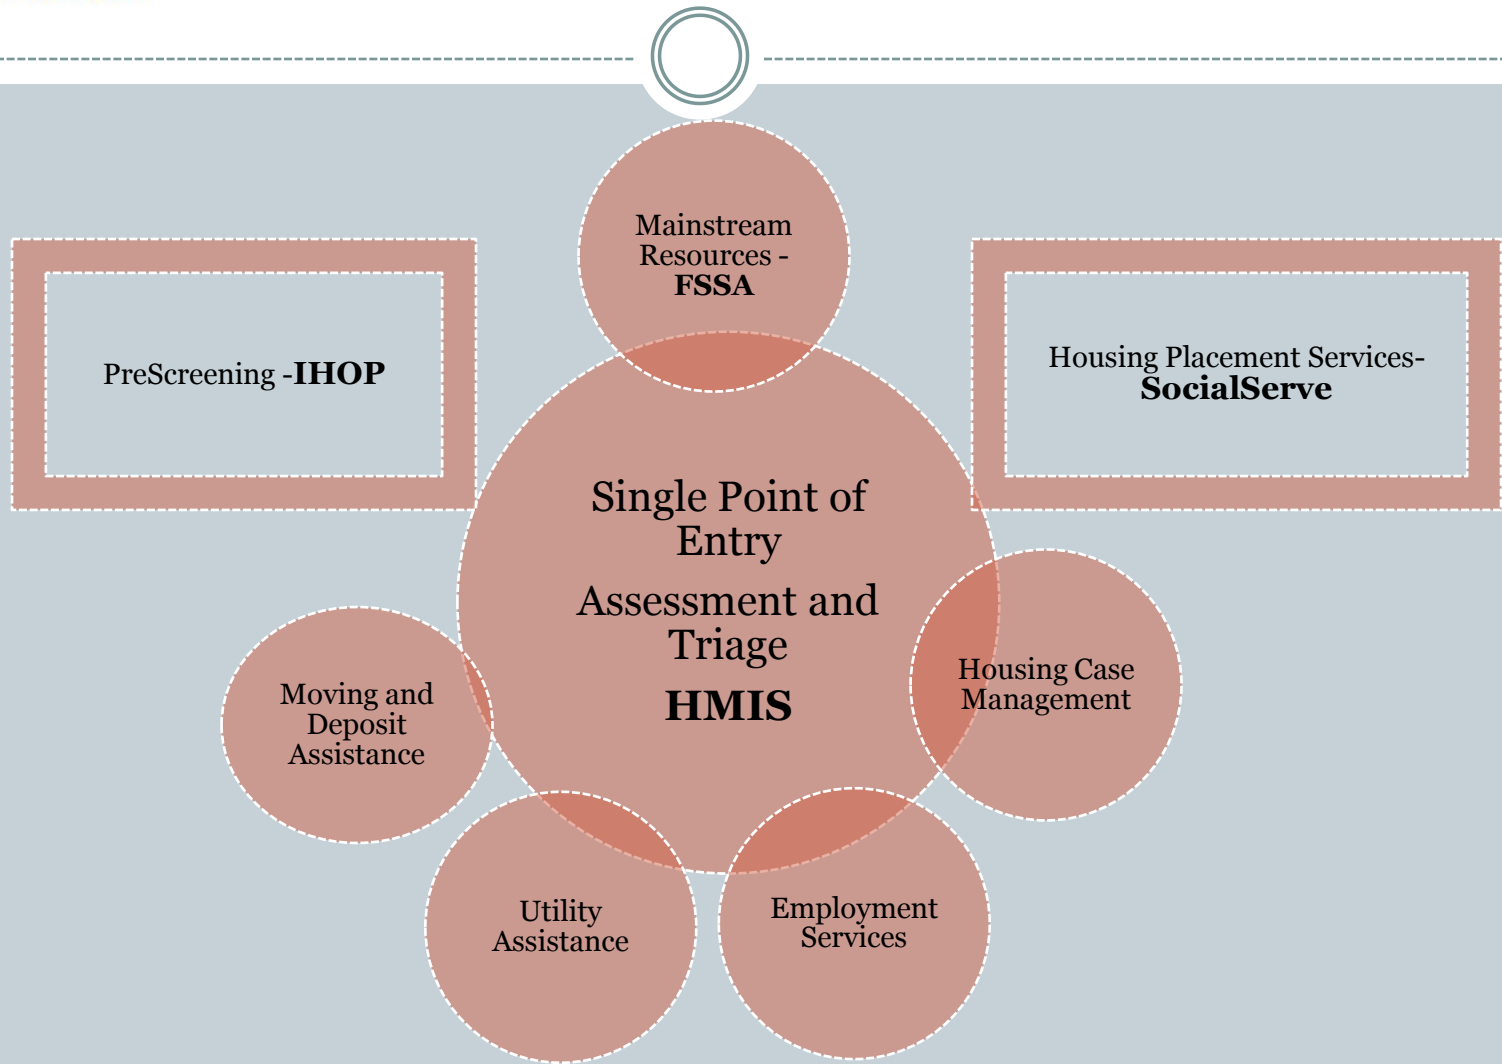 Mainstream
Resources -
FSSA
PreScreening -IHOP
Housing Placement Services-
SocialServe
Single Point of
Entry
Assessment and
Triage
HMIS
Housing Case
Management
Moving and
Deposit
Assistance
Utility
Assistance
Employment
Services